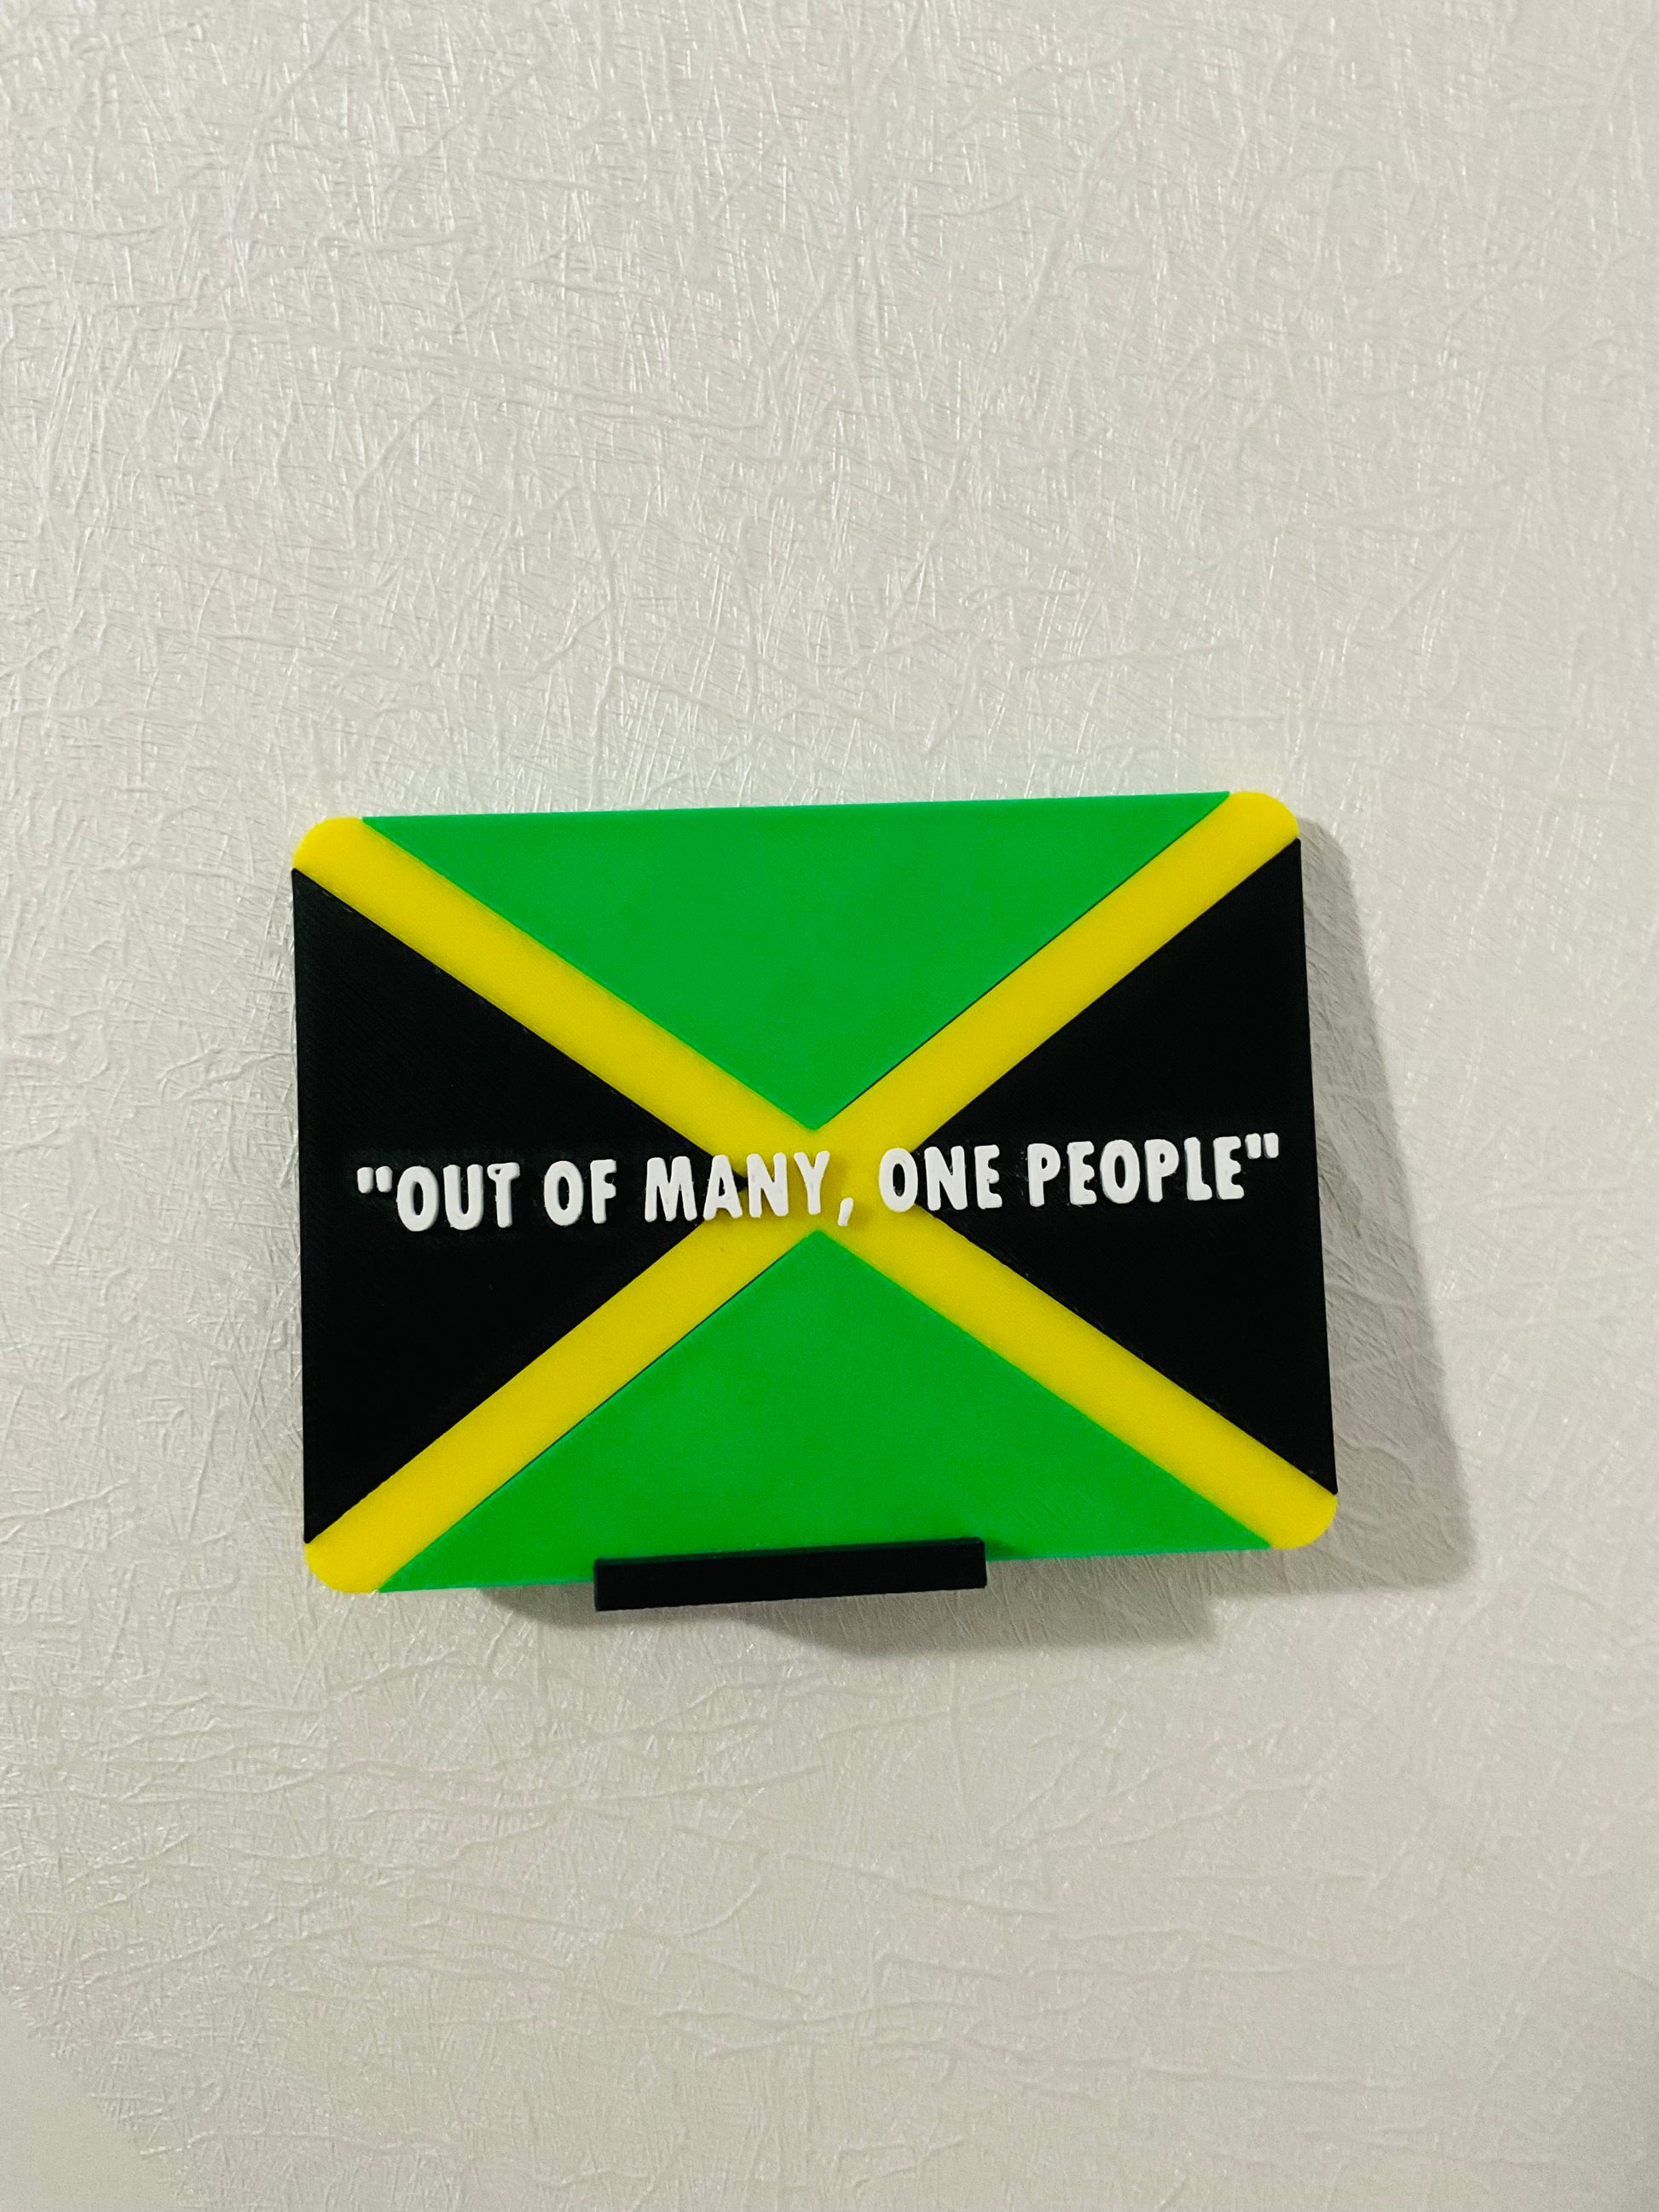 "OUT OF MANY, ONE PEOPLE"